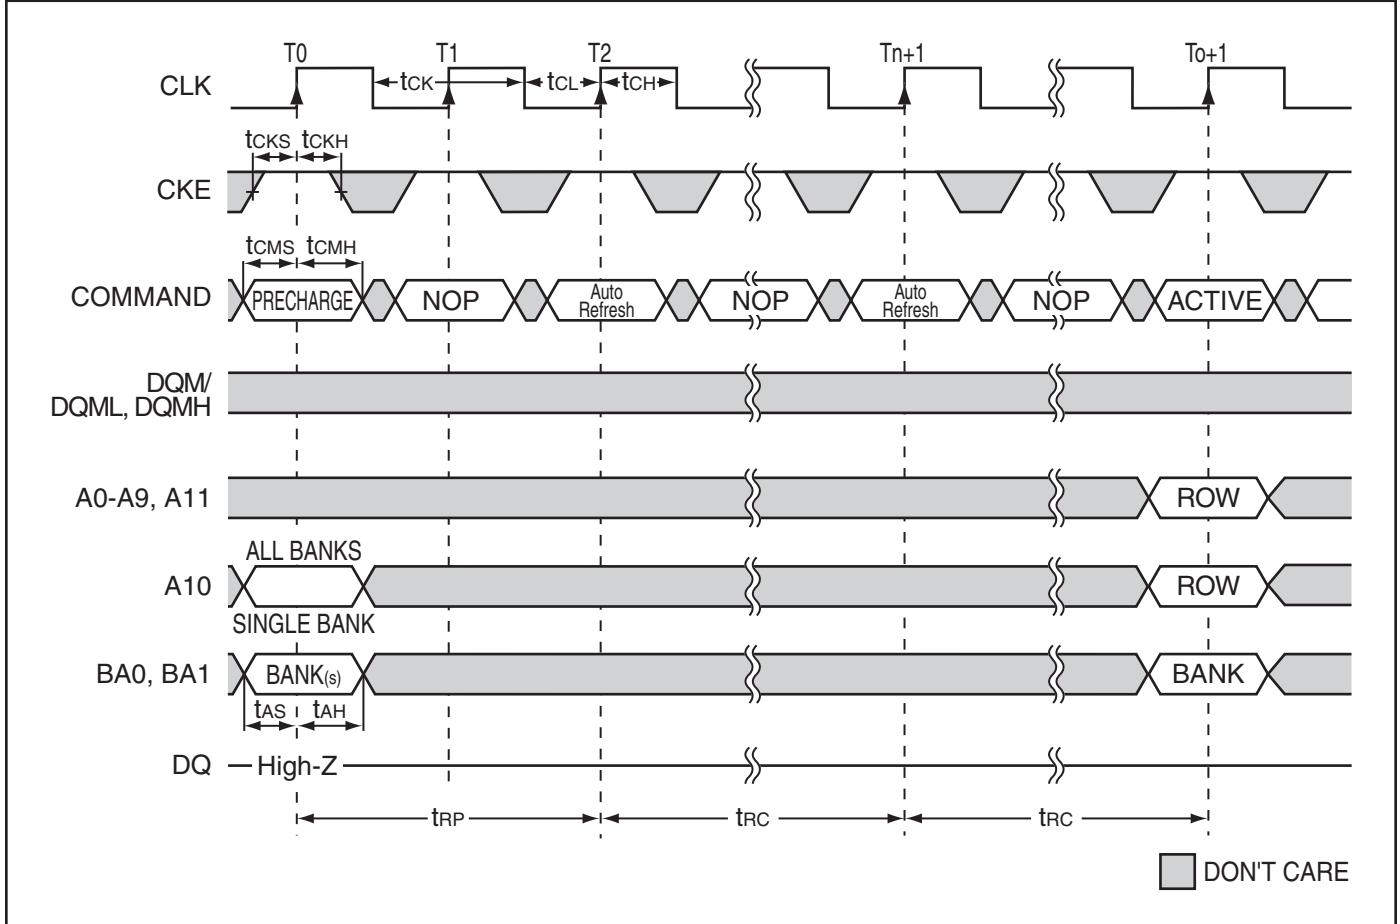 T0 T1 T2 Tn+1 To+1
CLK tCK tCL tCH
tCKS tCKH
CKE
tCMS tCMH
COMMAND PRECHARGE NOP Auto Refresh NOP Auto Refresh NOP ACTIVE
DQM/
DQML, DQMH
A0-A9, A11 ROW
ALL BANKS
A10 ROW
SINGLE BANK
BA0, BA1 BANK(s) BANK
tAS tAH
DQ High-Z
tRP tRC tRC
DON'T CARE